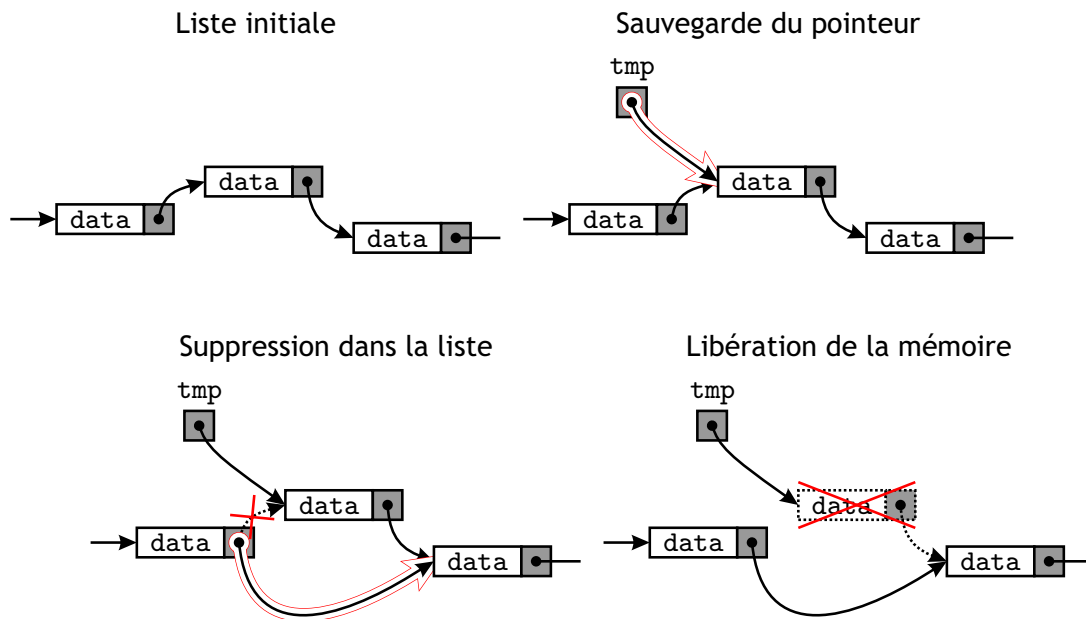 Liste initiale
data
data
data
Sauvegarde du pointeur
tmp
data
data
data
Suppression dans la liste
tmp
data
data
data
Libération de la mémoire
tmp
data
data
data